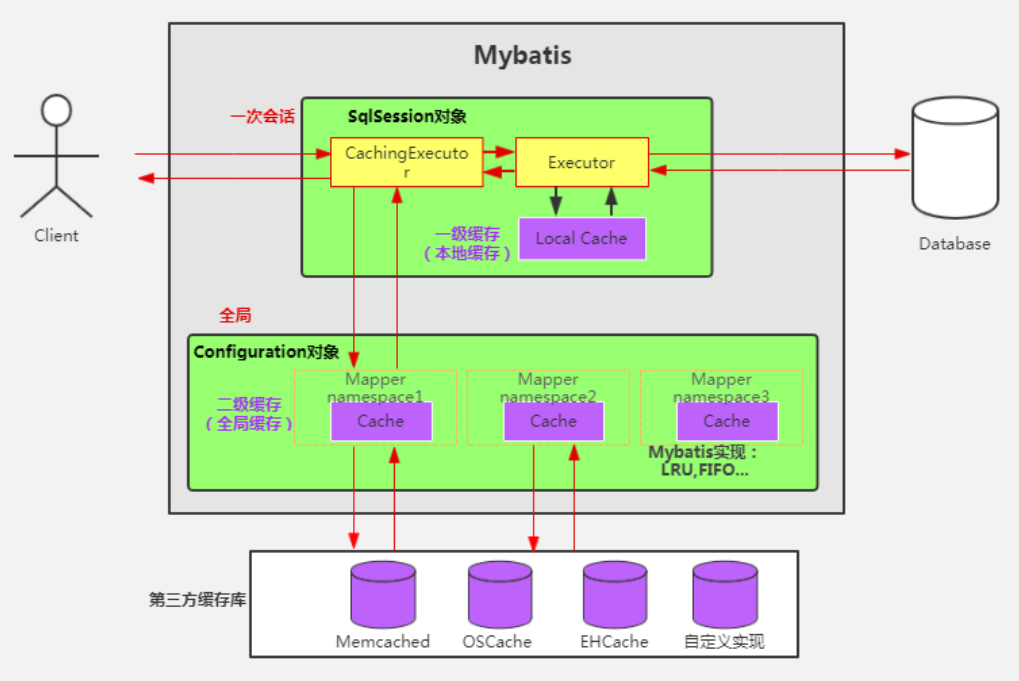 Mybatis
一次会话
SqlSession对象
CachingExecuto
r
Executor
Client
一级缓存
（本地缓存）
Local Cache
Database
全局
Configuration对象
Mapper
namespace1
Cache
Mapper
namespace2
Cache
Mapper
namespace3
Cache
二级缓存
（全局缓存）
Mybatis实现：
LRU,FIFO...
第三方缓存库
Memcached
OSCache
EHCache
自定义实现